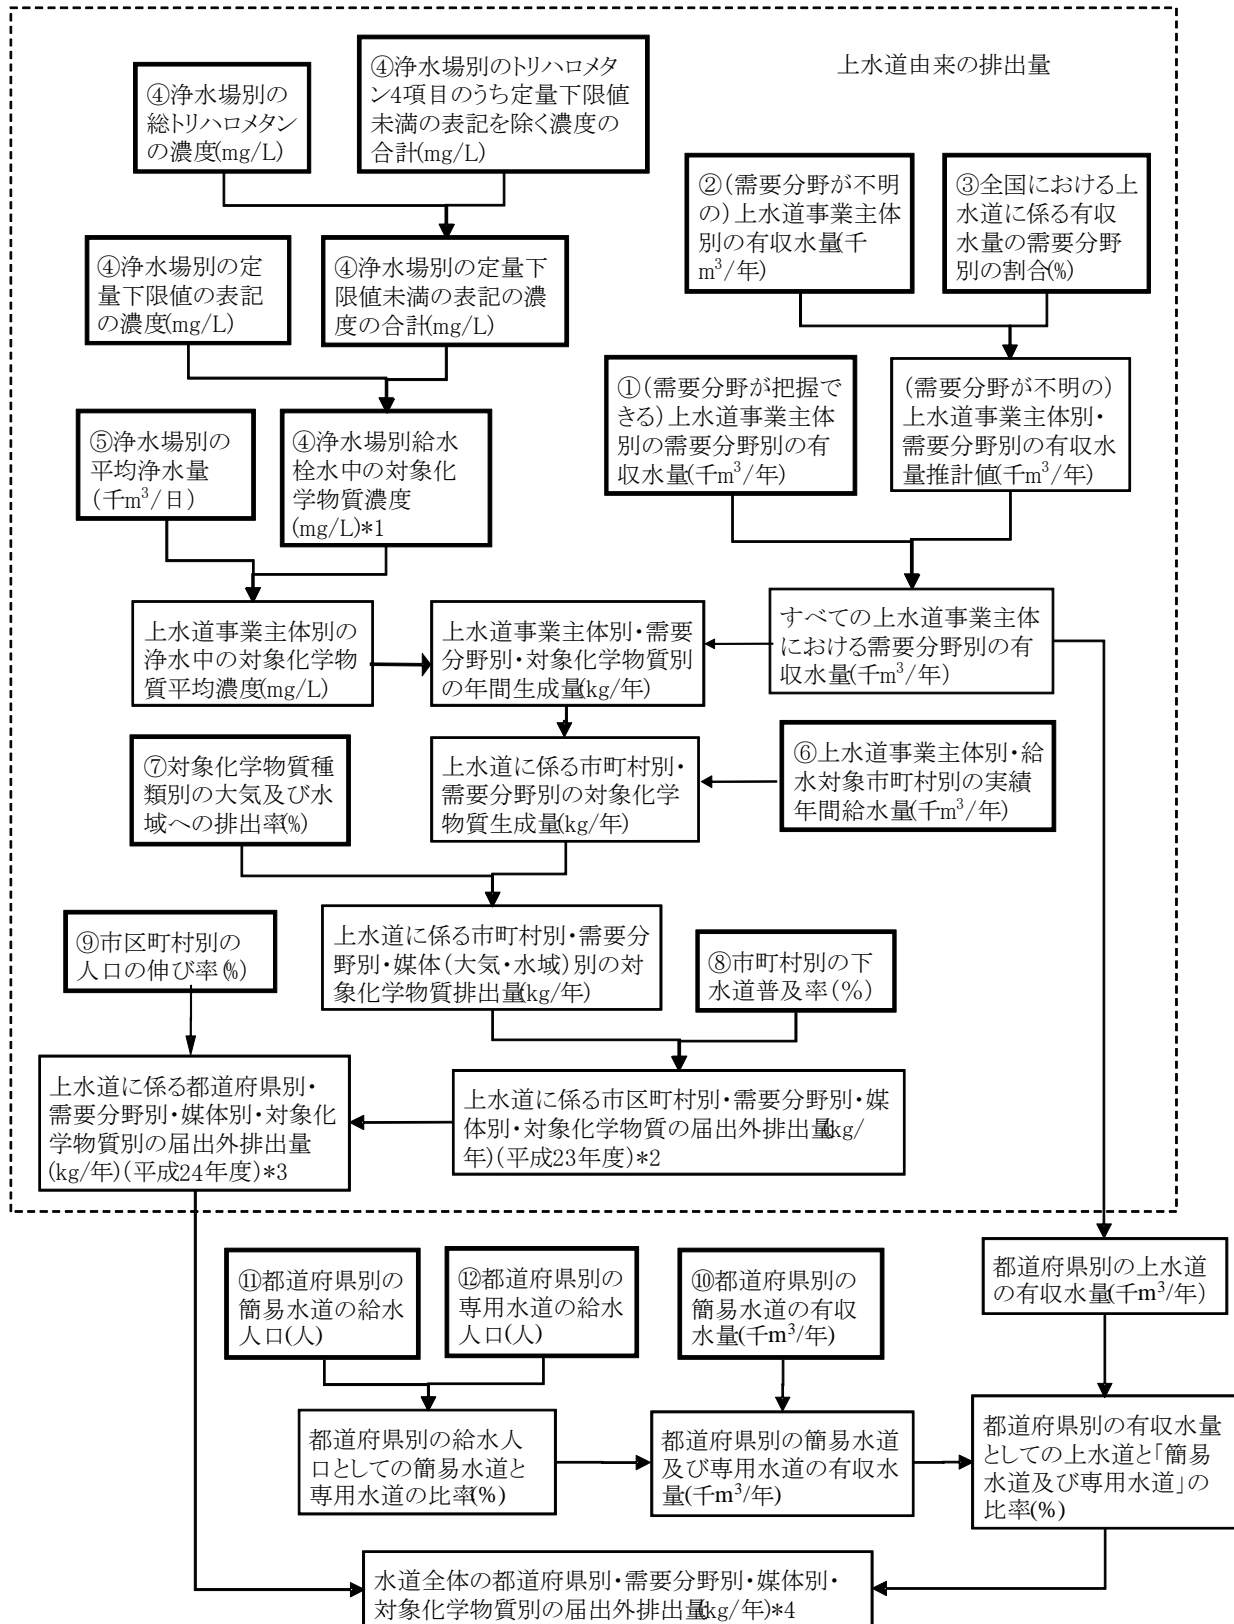 上水道由来の排出量
④浄水場別の
総トリハロメタン
の濃度(mg/L)
④浄水場別のトリハロメタ
ン4項目のうち定量下限値
未満の表記を除く濃度の
合計(mg/L)
②(需要分野が不明
の)上水道事業主体
別の有収水量(千
m³/年)
③全国における上
水道に係る有収
水量の需要分野
別の割合(%)
④浄水場別の定
量下限値の表記
の濃度(mg/L)
④浄水場別の定量下
限値未満の表記の濃
度の合計(mg/L)
①(需要分野が把握で
きる)上水道事業主体
別の需要分野別の有
収水量(千m³/年)
(需要分野が不明の)
上水道事業主体別・
需要分野別の有収水
量推計値(千m³/年)
⑤浄水場別の
平均浄水量
(千m³/日)
④浄水場別給水
栓水中の対象化
学物質濃度
(mg/L)*1
上水道事業主体別の
浄水中の対象化学物
質平均濃度(mg/L)
上水道事業主体別・需要
分野別・対象化学物質別
の年間生成量(kg/年)
すべての上水道事業主体
における需要分野別の有
収水量(千m³/年)
⑦対象化学物質種
類別の大気及び水
域への排出率(%)
上水道に係る市町村別・
需要分野別の対象化学
物質生成量(kg/年)
⑥上水道事業主体別・給
水対象市町村別の実績
年間給水量(千m³/年)
⑨市区町村別の
人口の伸び率(%)
上水道に係る市町村別・需要分
野別・媒体(大気・水域)別の対
象化学物質排出量(kg/年)
⑧市町村別の下
水道普及率(%)
上水道に係る都道府県別・
需要分野別・媒体別・対象化
学物質別の届出外排出量
(kg/年)(平成24年度)*3
上水道に係る市区町村別・需要分野別・媒
体別・対象化学物質の届出外排出量(kg/
年)(平成23年度)*2
⑪都道府県別の
簡易水道の給水
人口(人)
⑫都道府県別の
専用水道の給水
人口(人)
⑩都道府県別の
簡易水道の有収
水量(千m³/年)
都道府県別の上水道
の有収水量(千m³/年)
都道府県別の給水人
口としての簡易水道と
専用水道の比率(%)
都道府県別の簡易水道
及び専用水道の有収水
量(千m³/年)
都道府県別の有収水量
としての上水道と「簡易
水道及び専用水道」の
比率(%)
水道全体の都道府県別・需要分野別・媒体別・
対象化学物質別の届出外排出量(kg/年)*4